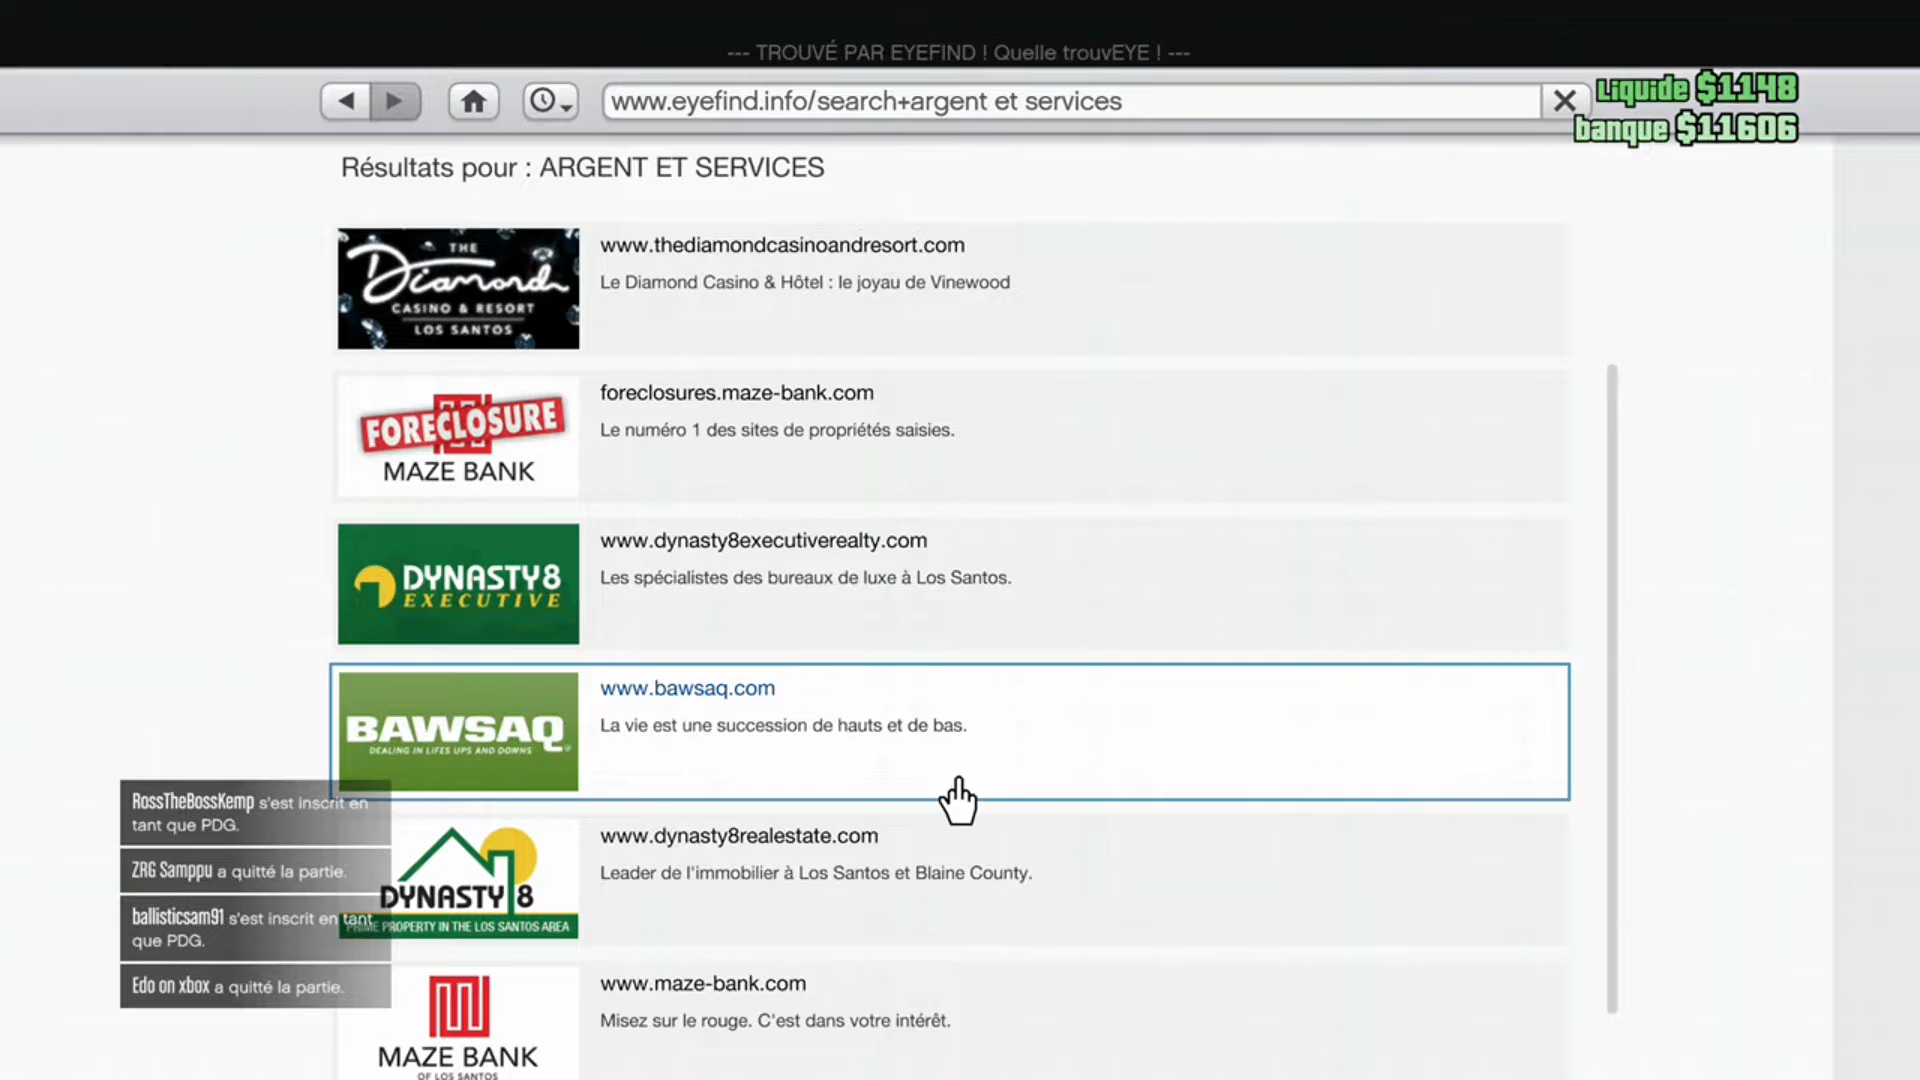 --- TROUVÉ PAR EYEFIND ! Quelle trouvEYE ! ---
www.eyefind.info/search+argent et services
Liquide $1148
banque $11606
Résultats pour : ARGENT ET SERVICES
THE
Diamond
CASINO & RESORT
LOS SANTOS
www.thediamondcasinoandresort.com
Le Diamond Casino & Hôtel : le joyau de Vinewood
FORECLOSURE
MAZE BANK
foreclosures.maze-bank.com
Le numéro 1 des sites de propriétés saisies.
DYNASTY8
EXECUTIVE
www.dynasty8executiverealty.com
Les spécialistes des bureaux de luxe à Los Santos.
BAWSAQ
DEALING IN LIFES UPS AND DOWNS
www.bawsaq.com
La vie est une succession de hauts et de bas.
DYNASTY 8
PRIME PROPERTY IN THE LOS SANTOS AREA
www.dynasty8realestate.com
Leader de l'immobilier à Los Santos et Blaine County.
MAZE BANK
OF LOS SANTOS
www.maze-bank.com
Misez sur le rouge. C'est dans votre intérêt.
RossTheBossKemp s'est inscrit en
tant que PDG.
ZRG Samppu a quitté la partie.
ballisticsam91 s'est inscrit en tant
que PDG.
Edo on xbox a quitté la partie.